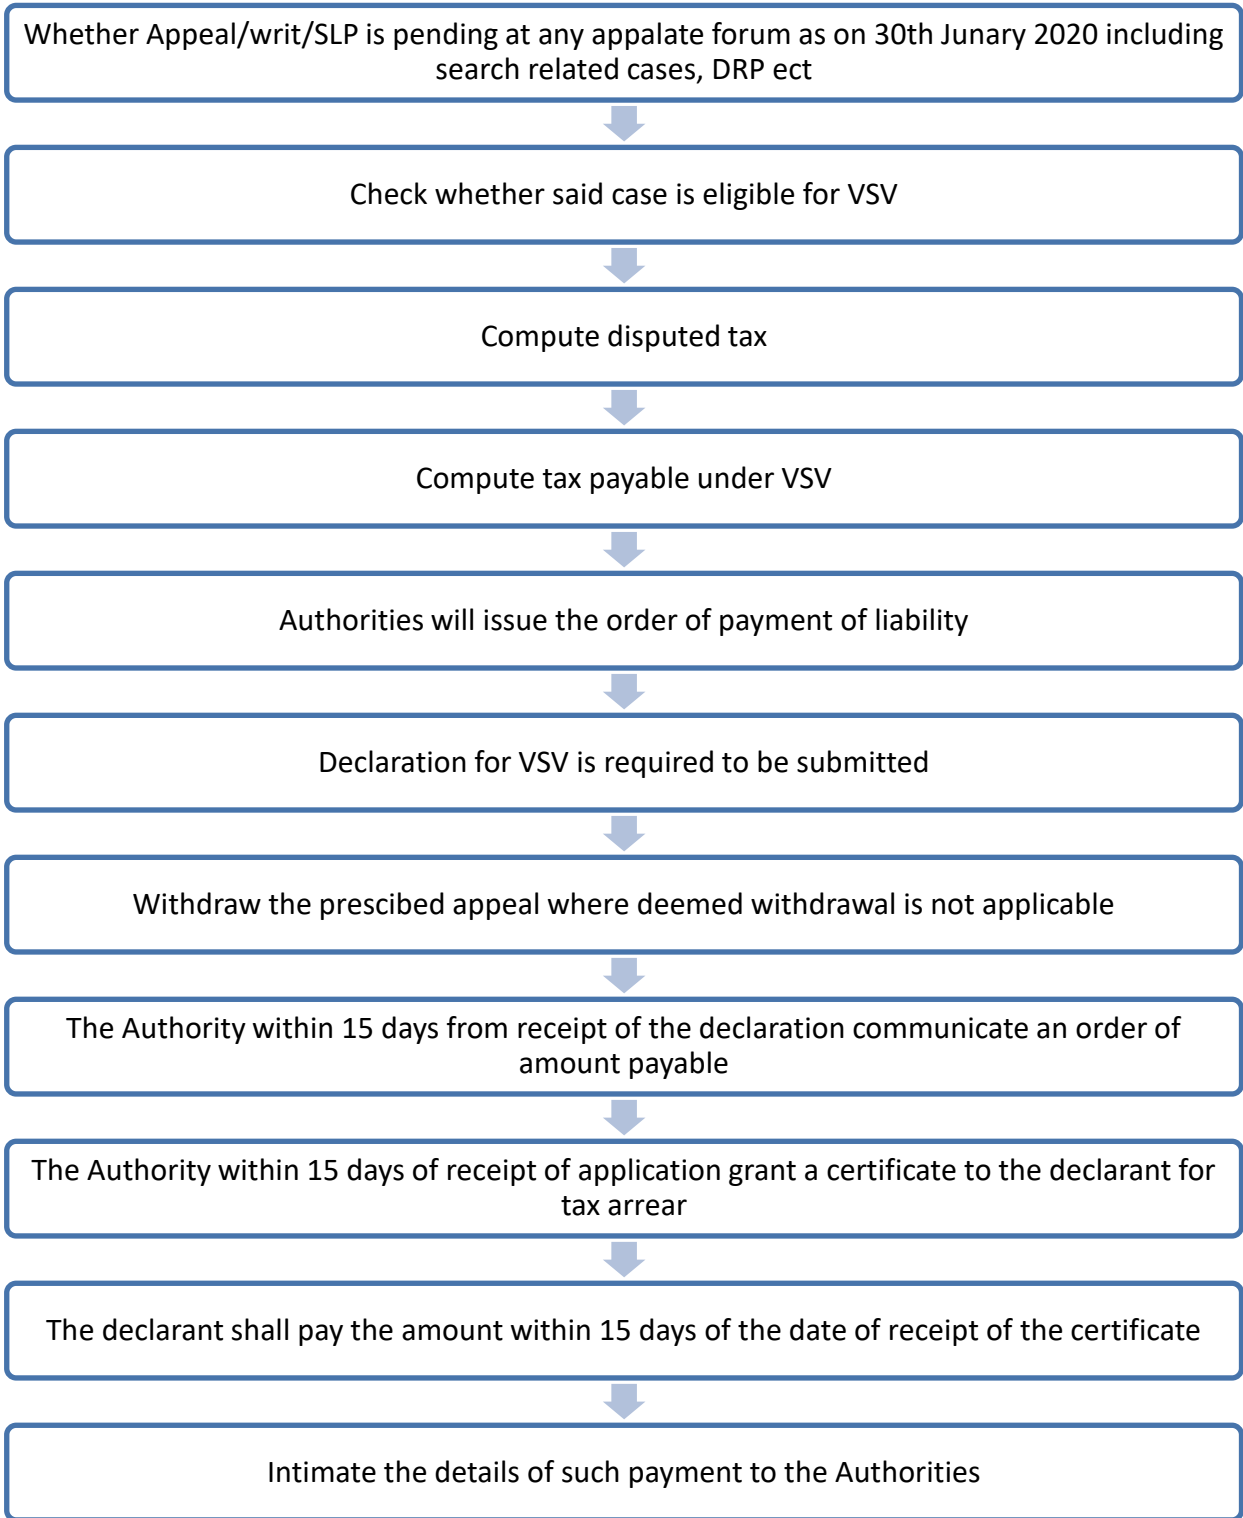 Whether Appeal/writ/SLP is pending at any appalate forum as on 30th Junary 2020 including
search related cases, DRP ect
Check whether said case is eligible for VSV
Compute disputed tax
Compute tax payable under VSV
Authorities will issue the order of payment of liability
Declaration for VSV is required to be submitted
Withdraw the prescibed appeal where deemed withdrawal is not applicable
The Authority within 15 days from receipt of the declaration communicate an order of
amount payable
The Authority within 15 days of receipt of application grant a certificate to the declarant for
tax arrear
The declarant shall pay the amount within 15 days of the date of receipt of the certificate
Intimate the details of such payment to the Authorities